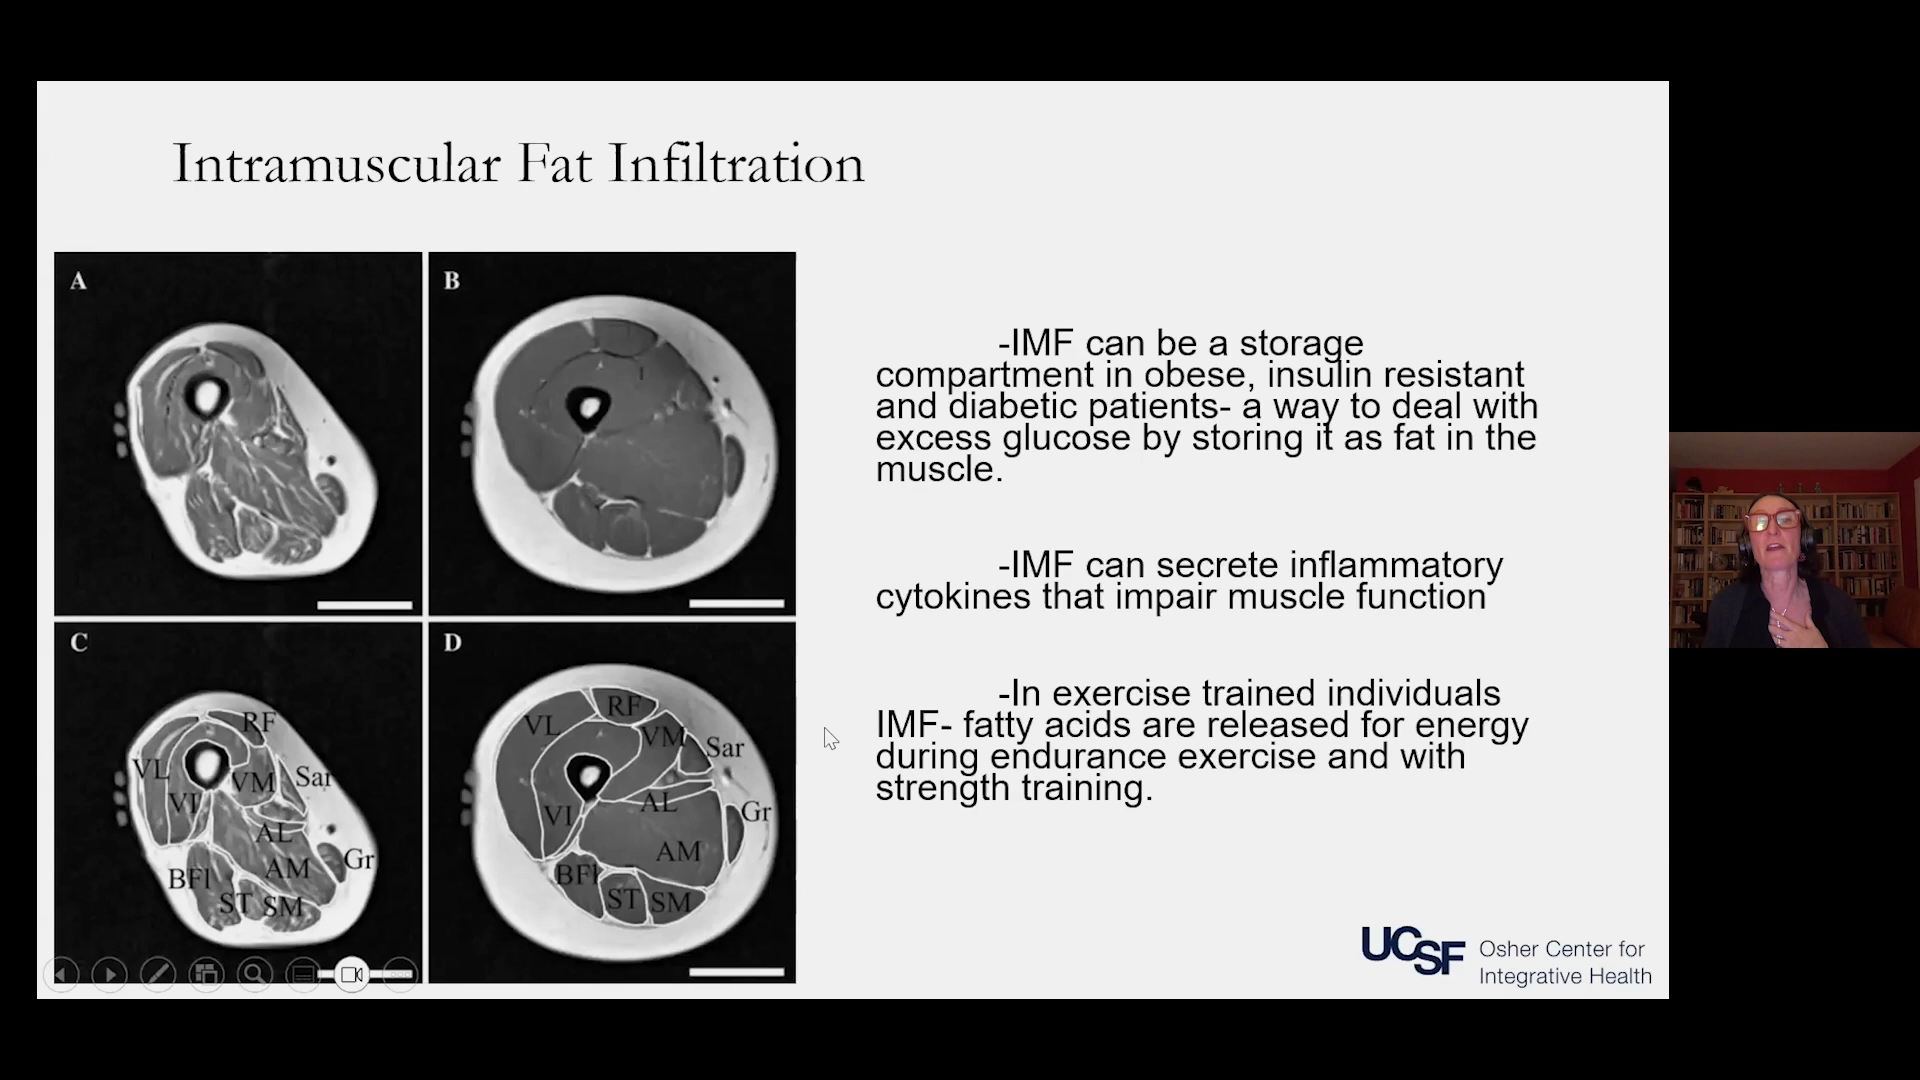 Intramuscular Fat Infiltration
A
B
-IMF can be a storage
compartment in obese, insulin resistant
and diabetic patients- a way to deal with
excess glucose by storing it as fat in the
muscle.
-IMF can secrete inflammatory
cytokines that impair muscle function
-In exercise trained individuals
IMF- fatty acids are released for energy
during endurance exercise and with
strength training.
C
RF
VL
VM
Sar
VI
AL
Gr
BFl
AM
ST
SM
D
RF
VL
VM
Sar
VI
AL
Gr
AM
BFl
ST
SM
UCSF
Osher Center for
Integrative Health